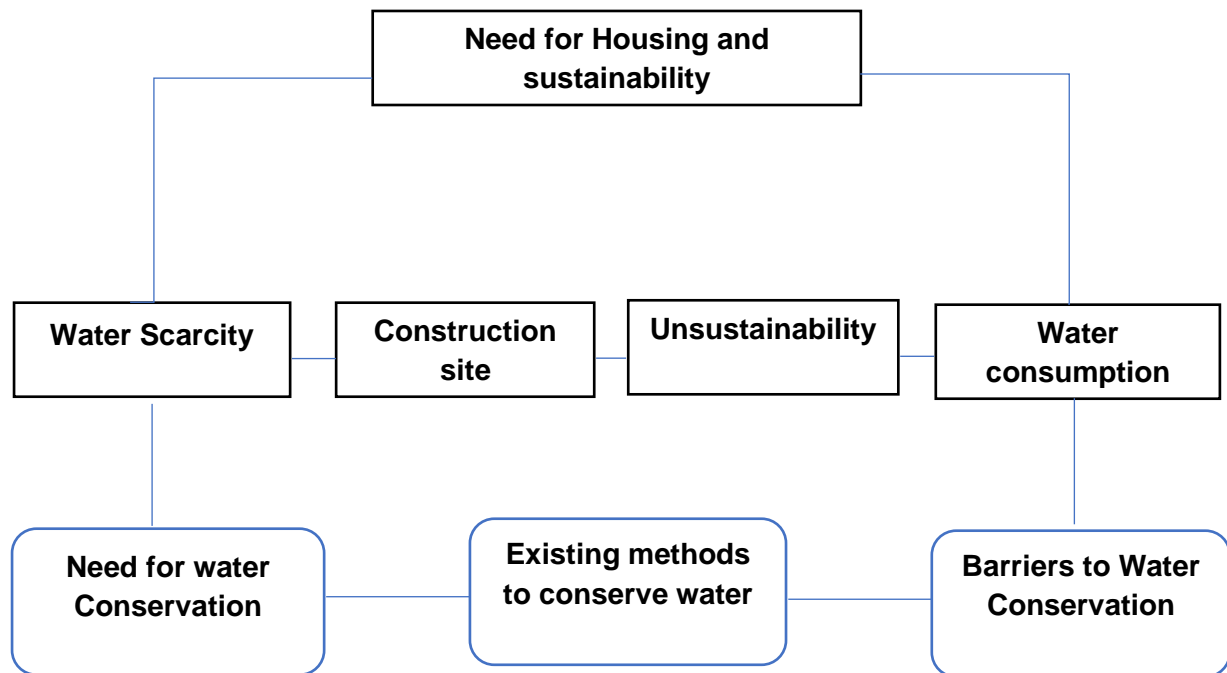 Need for Housing and
sustainability
Water Scarcity
Construction
site
Unsustainability
Water
consumption
Need for water
Conservation
Existing methods
to conserve water
Barriers to Water
Conservation